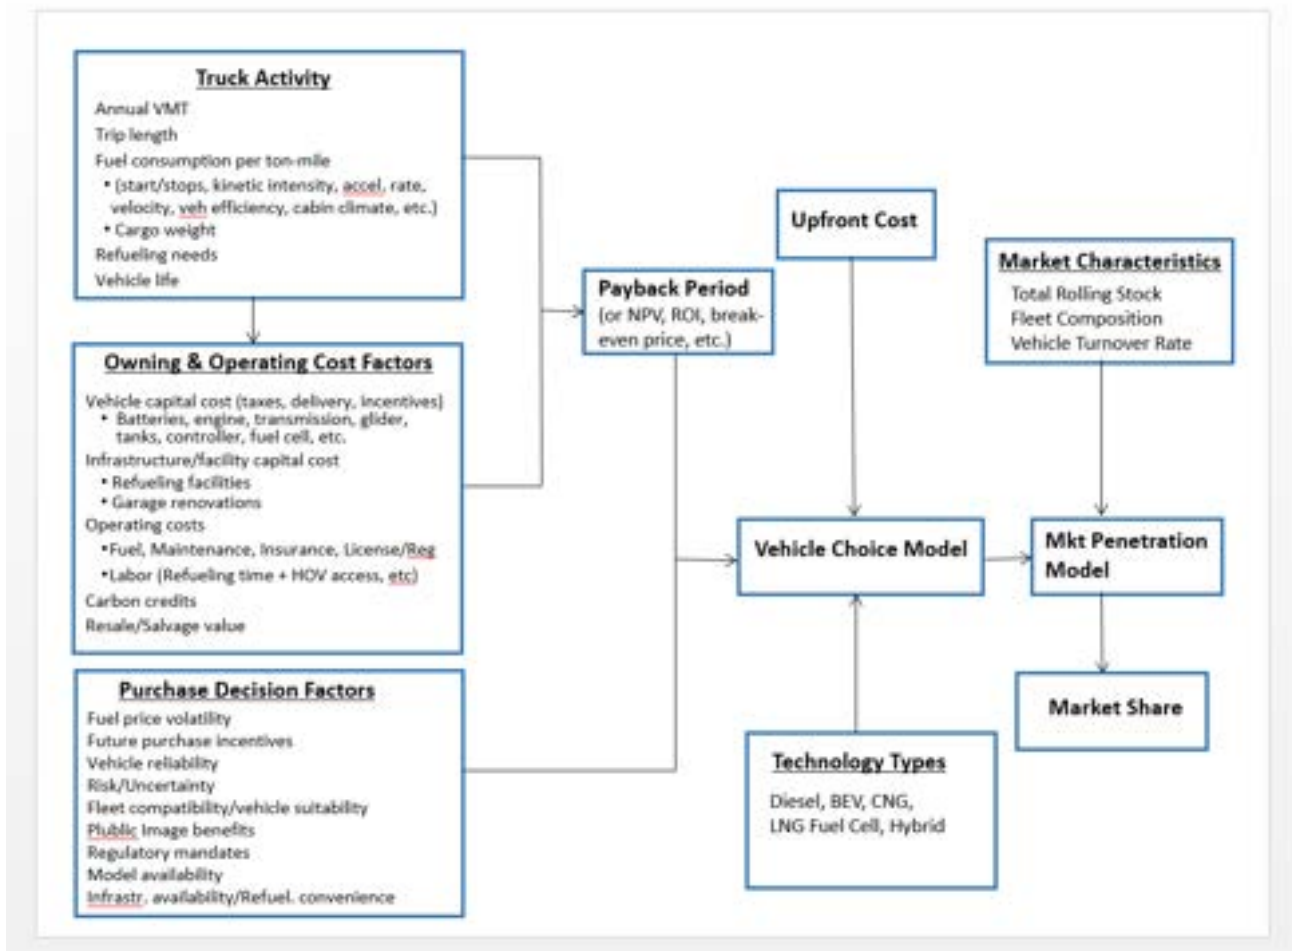 Truck Activity
Annual VMT
Trip length
Fuel consumption per ton-mile
• (start/stops, kinetic intensity, accel, rate,
velocity, veh efficiency, cabin climate, etc.)
• Cargo weight
Refueling needs
Vehicle life
Owning & Operating Cost Factors
Vehicle capital cost (taxes, delivery, incentives)
• Batteries, engine, transmission, glider,
tanks, controller, fuel cell, etc.
Infrastructure/facility capital cost
• Refueling facilities
• Garage renovations
Operating costs
•Fuel, Maintenance, Insurance, License/Reg
•Labor (Refueling time + HOV access, etc)
Carbon credits
Resale/Salvage value
Purchase Decision Factors
Fuel price volatility
Future purchase incentives
Vehicle reliability
Risk/Uncertainty
Fleet compatibility/vehicle suitability
Plublic Image benefits
Regulatory mandates
Model availability
Infrastr. availability/Refuel. convenience
Payback Period
(or NPV, ROI, break-
even price, etc.)
Upfront Cost
Vehicle Choice Model
Technology Types
Diesel, BEV, CNG,
LNG Fuel Cell, Hybrid
Market Characteristics
Total Rolling Stock
Fleet Composition
Vehicle Turnover Rate
Mkt Penetration
Model
Market Share